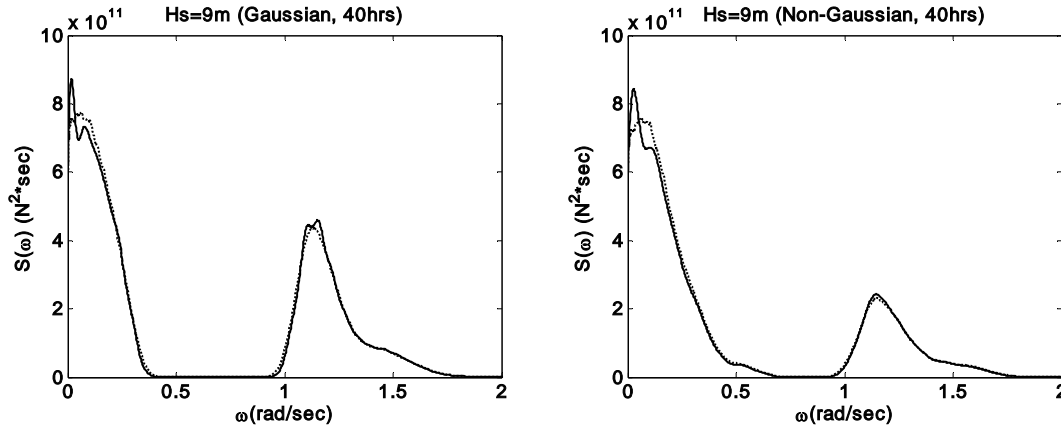 x 10^11
Hs=9m (Gaussian, 40hrs)
10
8
6
4
2
0
S(ω) (N^2*sec)
0
0.5
1
1.5
2
ω(rad/sec)
x 10^11
Hs=9m (Non-Gaussian, 40hrs)
10
8
6
4
2
0
S(ω) (N^2*sec)
0
0.5
1
1.5
2
ω(rad/sec)